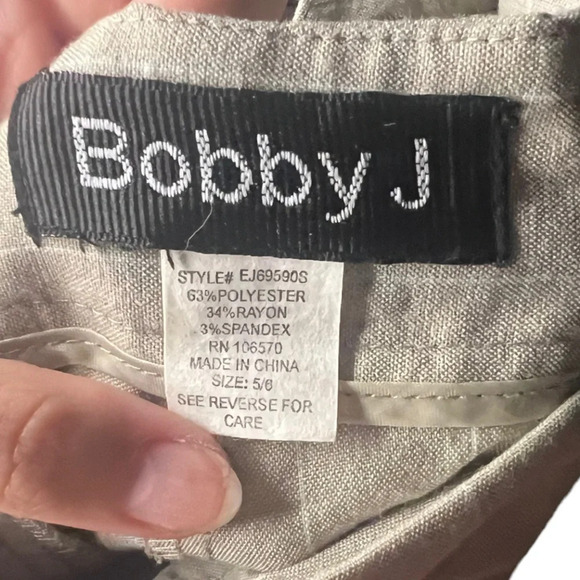 Bobby J
STYLE# EJ69590S
63%POLYESTER
34%RAYON
3%SPANDEX
RN 106570
MADE IN CHINA
SIZE: 5/6
SEE REVERSE FOR
CARE